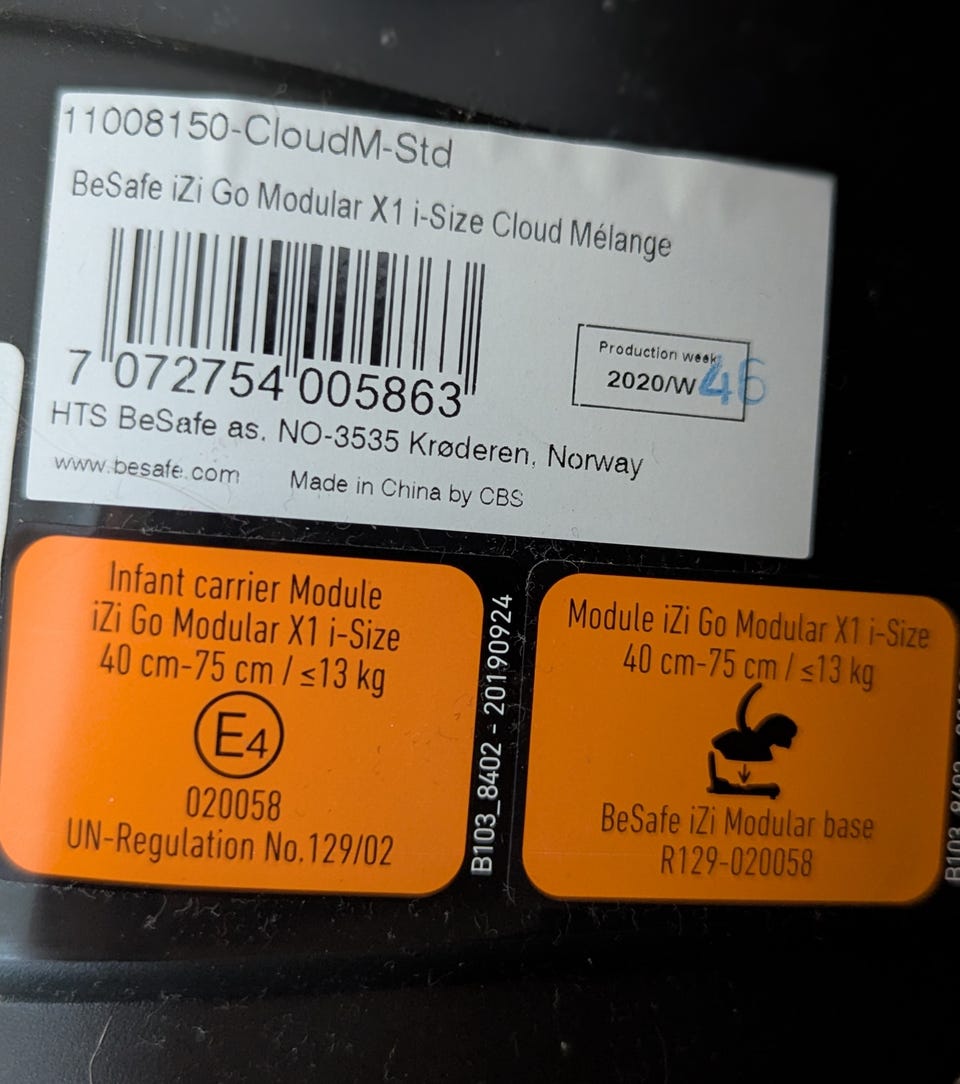 11008150-CloudM-Std
BeSafe iZi Go Modular X1 i-Size Cloud Mélange
7 072754 005863
Production week
2020/W 46
HTS BeSafe as. NO-3535 Krøderen, Norway
www.besafe.com Made in China by CBS
Infant carrier Module
iZi Go Modular X1 i-Size
40 cm-75 cm / ≤13 kg
E4
020058
UN-Regulation No.129/02
B103_8402 - 20190924
Module iZi Go Modular X1 i-Size
40 cm-75 cm / ≤13 kg
BeSafe iZi Modular base
R129-020058